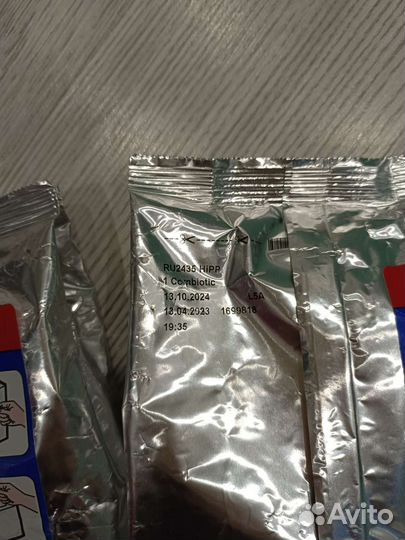 RU2435 HiPP
1 Combiotic
13.10.2024 L5A
13.04.2023 1699818
19:35
Avito